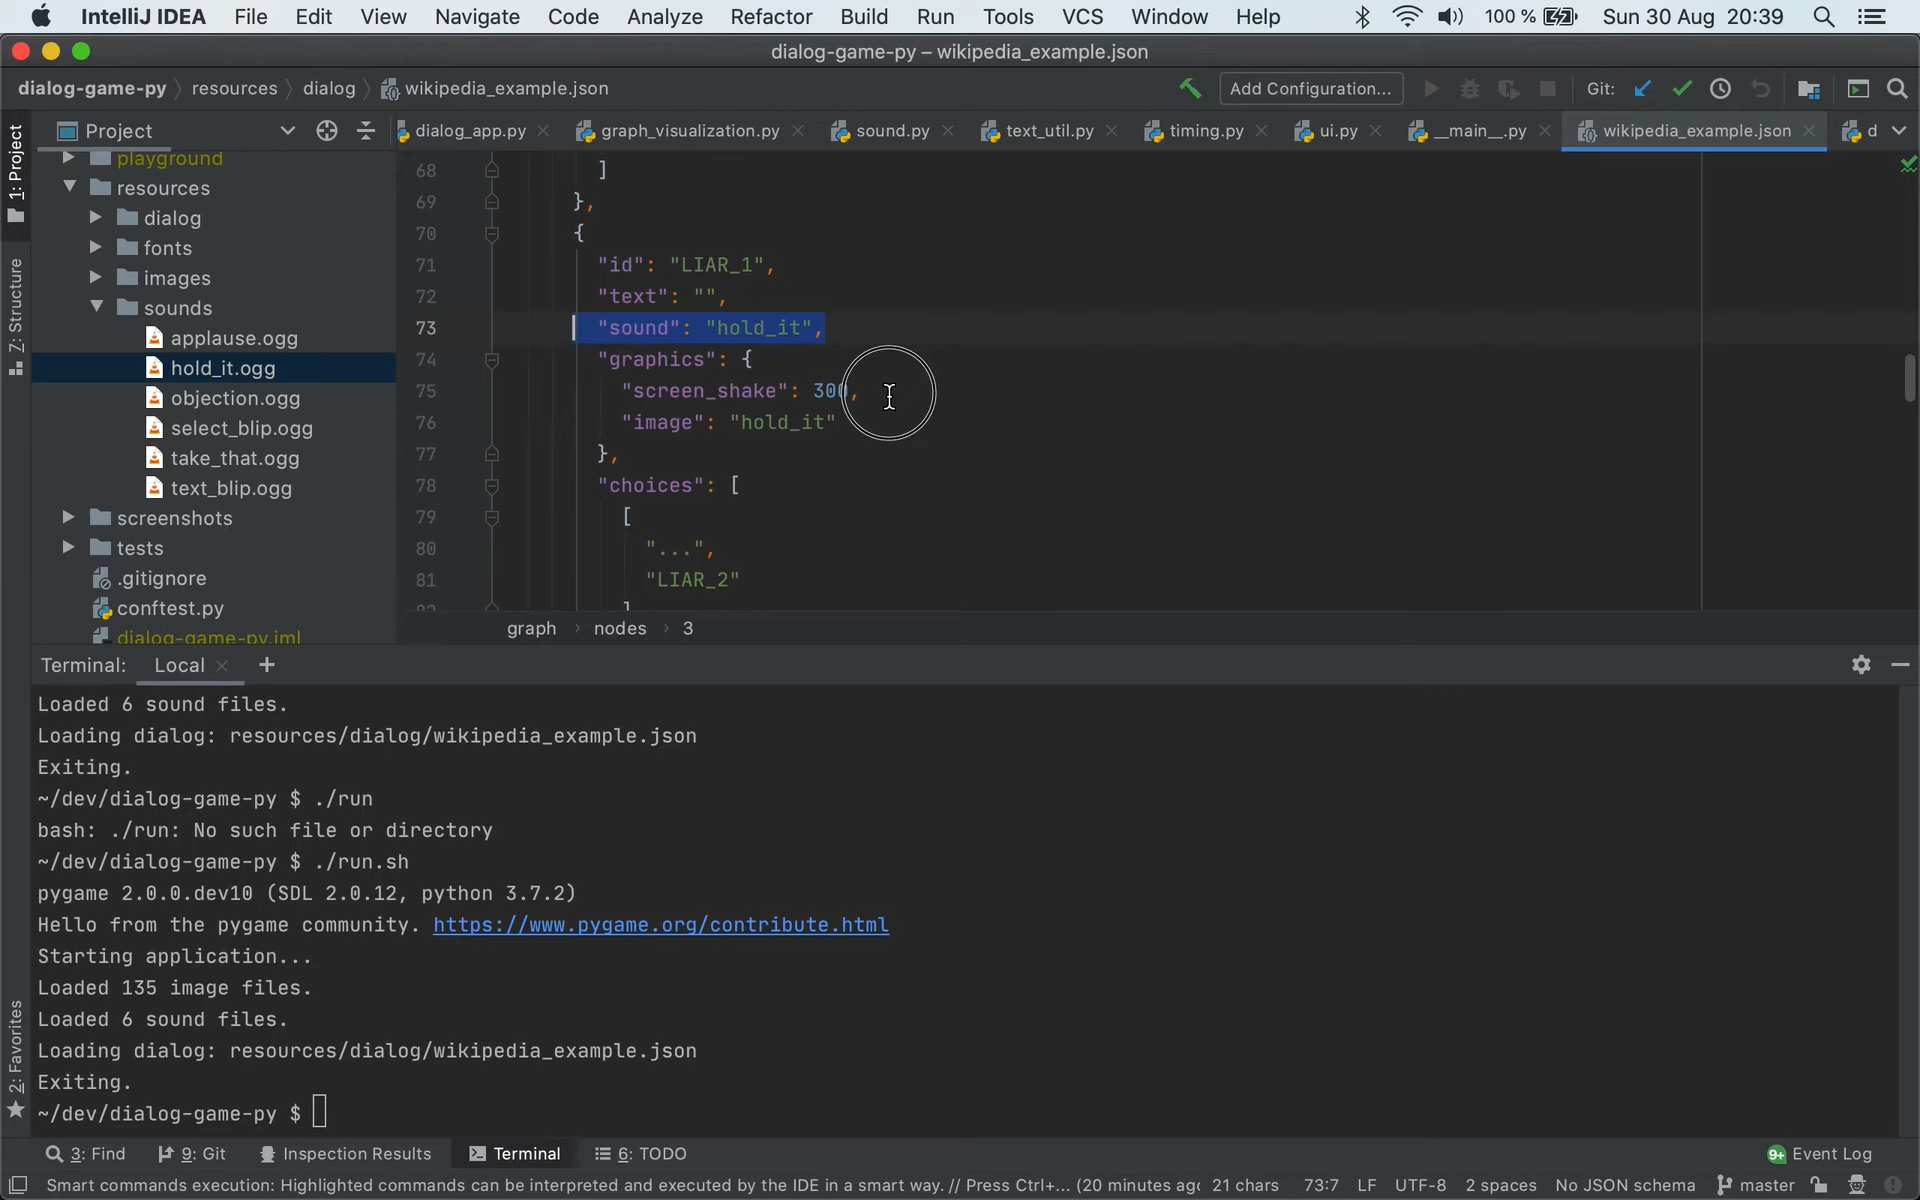 IntelliJ IDEA File Edit View Navigate Code Analyze Refactor Build Run Tools VCS Window Help 100 % Sun 30 Aug 20:39
dialog-game-py – wikipedia_example.json
dialog-game-py resources dialog wikipedia_example.json Add Configuration... Git:
1: Project
Z: Structure
2: Favorites
Project
dialog_app.py graph_visualization.py sound.py text_util.py timing.py ui.py __main__.py wikipedia_example.json d
playground
resources
dialog
fonts
images
sounds
applause.ogg
hold_it.ogg
objection.ogg
select_blip.ogg
take_that.ogg
text_blip.ogg
screenshots
tests
.gitignore
conftest.py
dialog-game-py.iml
68 ]
69 },
70 {
71 "id": "LIAR_1",
72 "text": "",
73 "sound": "hold_it",
74 "graphics": {
75 "screen_shake": 300,
76 "image": "hold_it"
77 },
78 "choices": [
79 [
80 "...",
81 "LIAR_2"
82 ]
graph nodes 3
Terminal: Local +
Loaded 6 sound files.
Loading dialog: resources/dialog/wikipedia_example.json
Exiting.
~/dev/dialog-game-py $ ./run
bash: ./run: No such file or directory
~/dev/dialog-game-py $ ./run.sh
pygame 2.0.0.dev10 (SDL 2.0.12, python 3.7.2)
Hello from the pygame community. https://www.pygame.org/contribute.html
Starting application...
Loaded 135 image files.
Loaded 6 sound files.
Loading dialog: resources/dialog/wikipedia_example.json
Exiting.
~/dev/dialog-game-py $
3: Find 9: Git Inspection Results Terminal 6: TODO 9+ Event Log
Smart commands execution: Highlighted commands can be interpreted and executed by the IDE in a smart way. // Press Ctrl+... (20 minutes ago 21 chars 73:7 LF UTF-8 2 spaces No JSON schema master